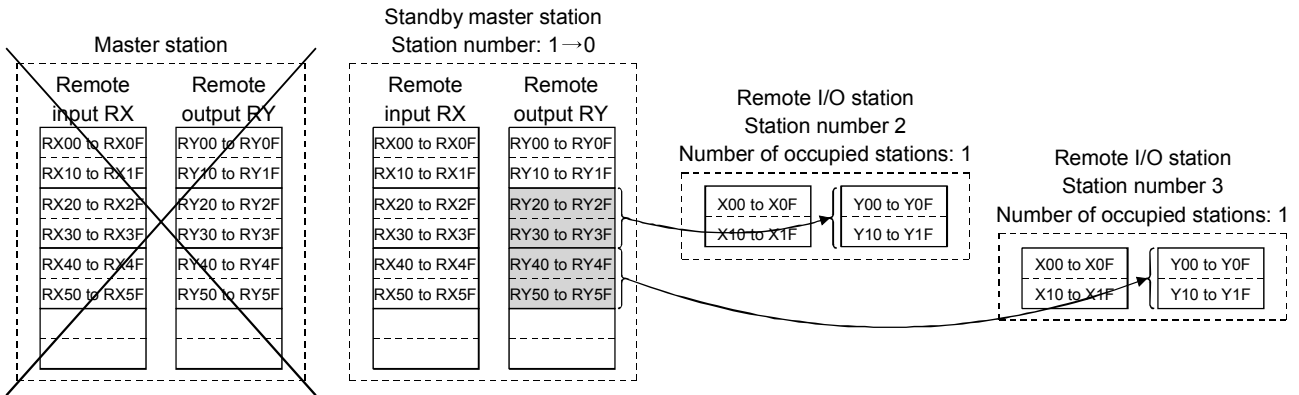 Master station
Remote
input RX
Remote
output RY
RX00 to RX0F
RX10 to RX1F
RX20 to RX2F
RX30 to RX3F
RX40 to RX4F
RX50 to RX5F
RY00 to RY0F
RY10 to RY1F
RY20 to RY2F
RY30 to RY3F
RY40 to RY4F
RY50 to RY5F
Standby master station
Station number: 1→0
Remote
input RX
Remote
output RY
RX00 to RX0F
RX10 to RX1F
RX20 to RX2F
RX30 to RX3F
RX40 to RX4F
RX50 to RX5F
RY00 to RY0F
RY10 to RY1F
RY20 to RY2F
RY30 to RY3F
RY40 to RY4F
RY50 to RY5F
Remote I/O station
Station number 2
Number of occupied stations: 1
X00 to X0F
X10 to X1F
Y00 to Y0F
Y10 to Y1F
Remote I/O station
Station number 3
Number of occupied stations: 1
X00 to X0F
X10 to X1F
Y00 to Y0F
Y10 to Y1F